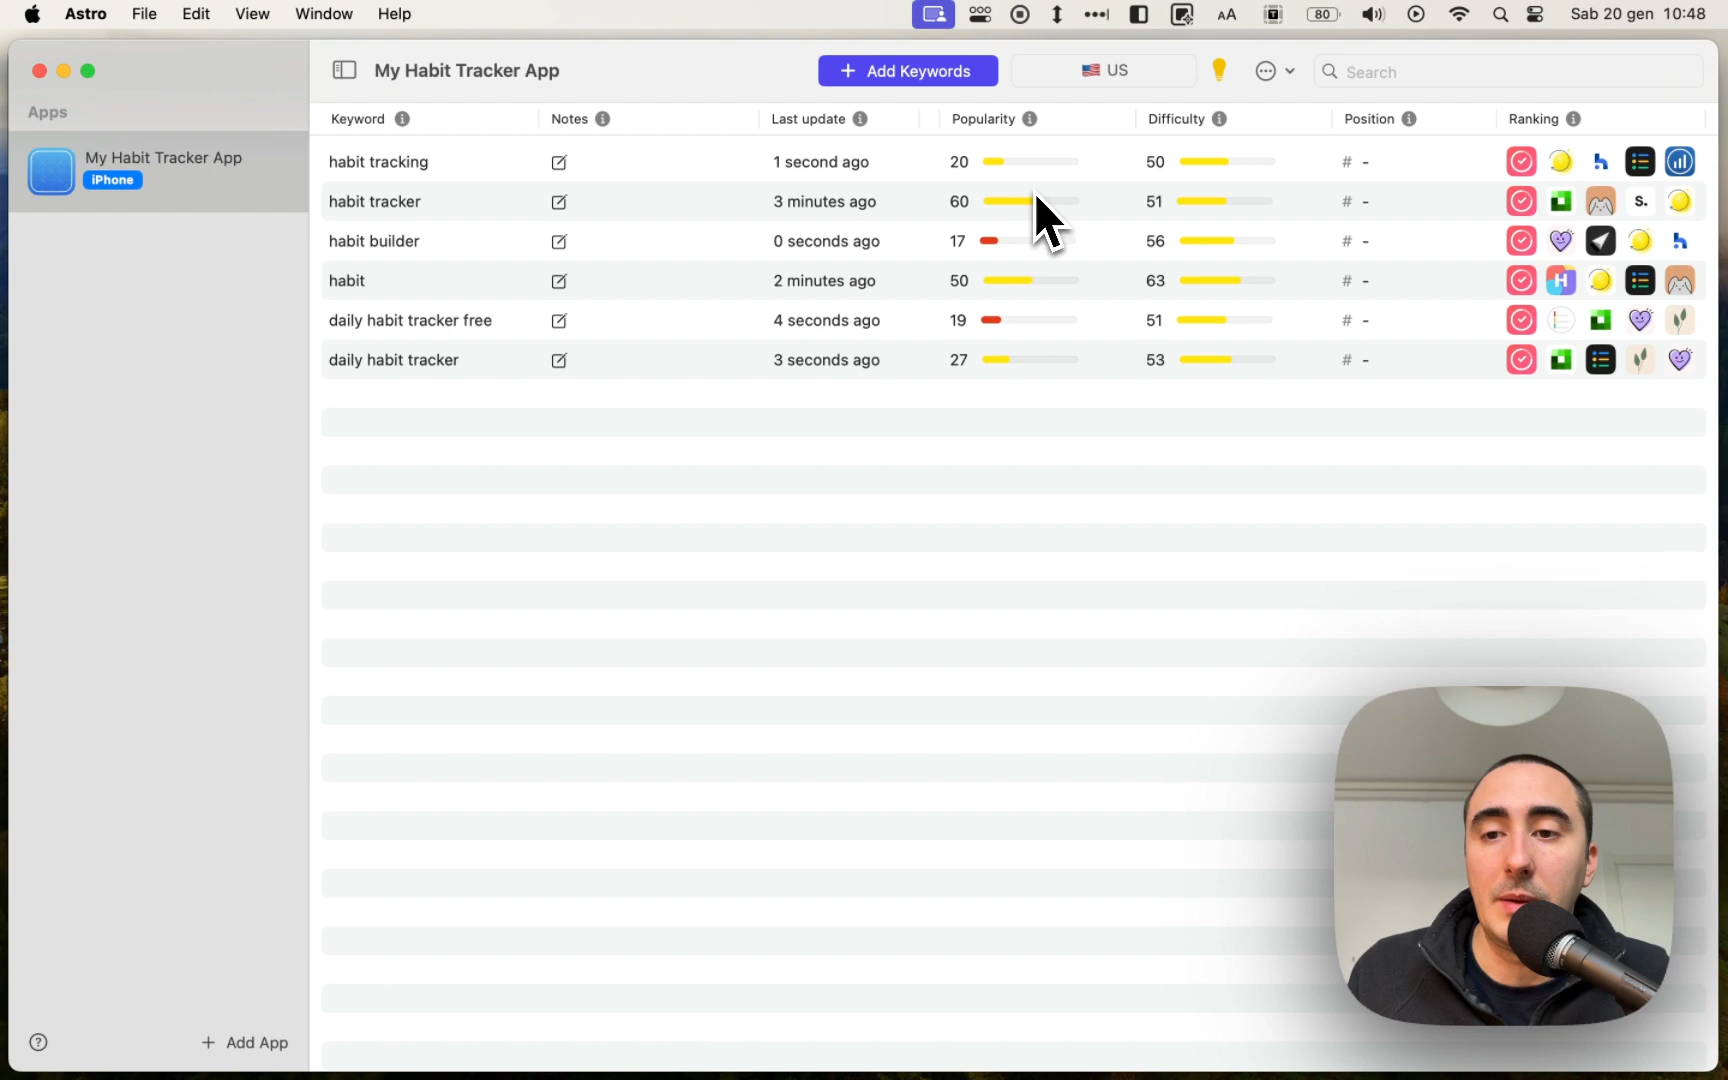 Astro File Edit View Window Help 80 AA T Sab 20 gen 10:48
My Habit Tracker App + Add Keywords US Search
Apps
My Habit Tracker App
iPhone
Keyword Notes Last update Popularity Difficulty Position Ranking
habit tracking 1 second ago 20 50 # -
habit tracker 3 minutes ago 60 51 # - S.
habit builder 0 seconds ago 17 56 # - h
habit 2 minutes ago 50 63 # - H
daily habit tracker free 4 seconds ago 19 51 # -
daily habit tracker 3 seconds ago 27 53 # -
? + Add App